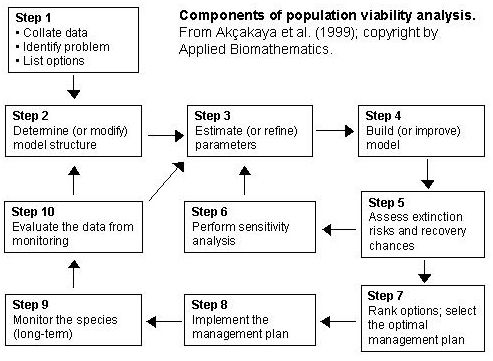 Step 1
• Collate data
• Identify problem
• List options
Components of population viability analysis.
From Akçakaya et al. (1999); copyright by
Applied Biomathematics.
Step 2
Determine (or modify)
model structure
Step 3
Estimate (or refine)
parameters
Step 4
Build (or improve)
model
Step 10
Evaluate the data from
monitoring
Step 6
Perform sensitivity
analysis
Step 5
Assess extinction
risks and recovery
chances
Step 9
Monitor the species
(long-term)
Step 8
Implement the
management plan
Step 7
Rank options; select
the optimal
management plan